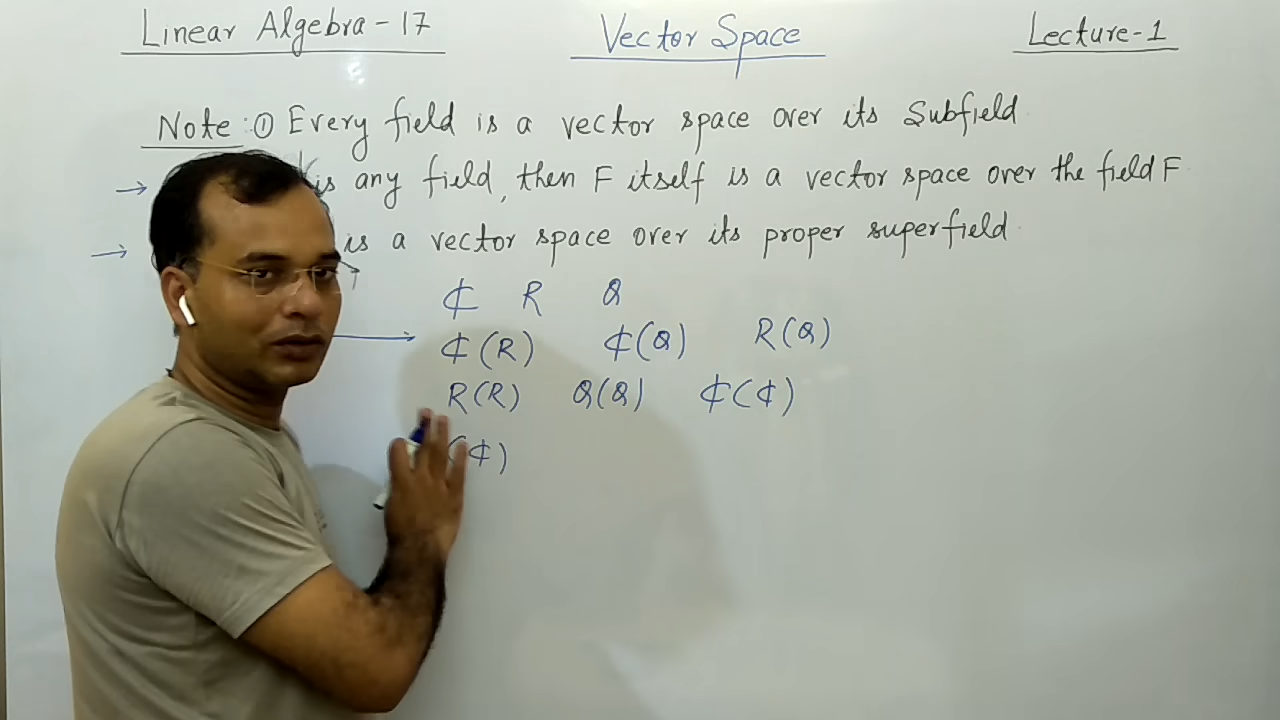 Linear Algebra - 17 Vector Space Lecture-1
Note: ① Every field is a vector space over its Subfield
→ is any field, then F itself is a vector space over the field F.
→ is a vector space over its proper superfield.
₵ R Q
₵(R) ₵(Q) R(Q)
R(R) Q(Q) ₵(₵)
(₵)